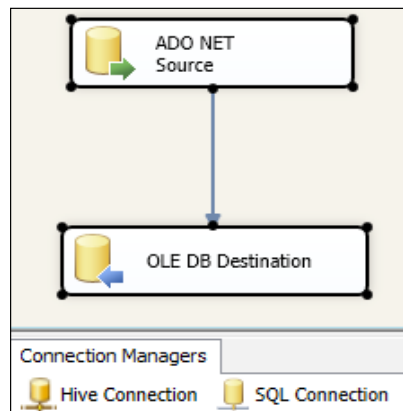 ADO NET
Source
OLE DB Destination
Connection Managers
Hive Connection SQL Connection